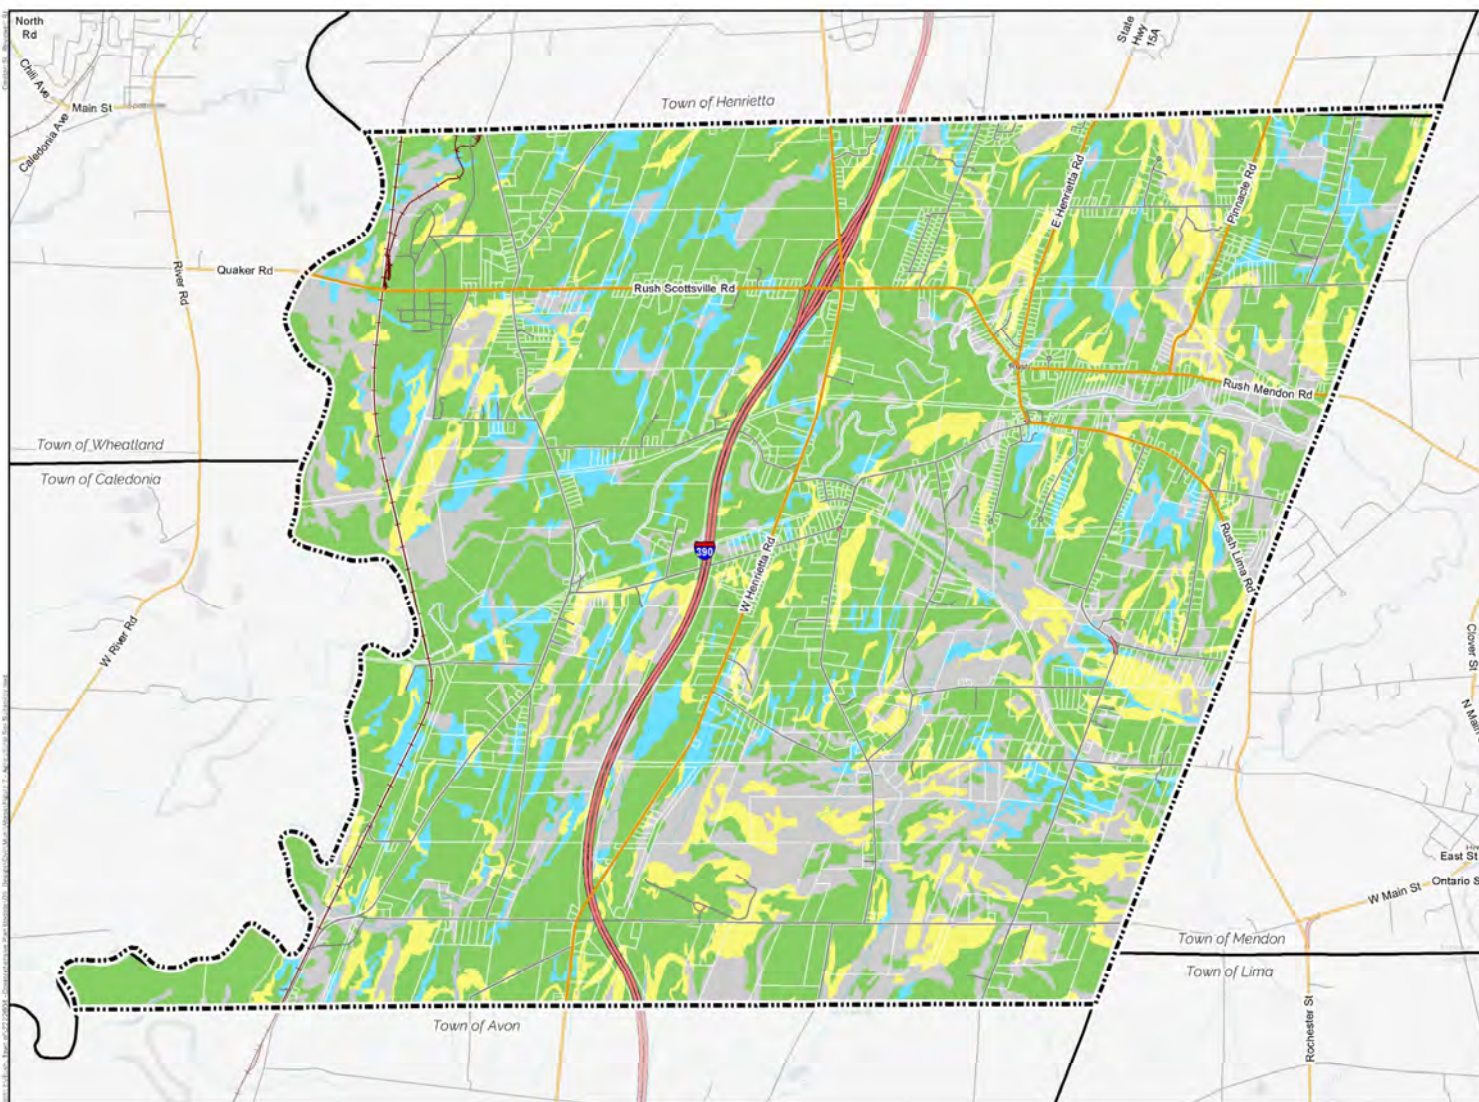 North
Rd
Chili Ave
Main St
Caledonia Ave
State
Hwy
15A
Town of Henrietta
E Henrietta Rd
Pinnacle Rd
Quaker Rd
River Rd
Rush Scottsville Rd
Rush
Rush Mendon Rd
Town of Wheatland
Town of Caledonia
390
W Henrietta Rd
Rush Lima Rd
W River Rd
Clover St
N Main
East St
Ontario S
W Main St
Town of Mendon
Town of Lima
Town of Avon
Rochester St